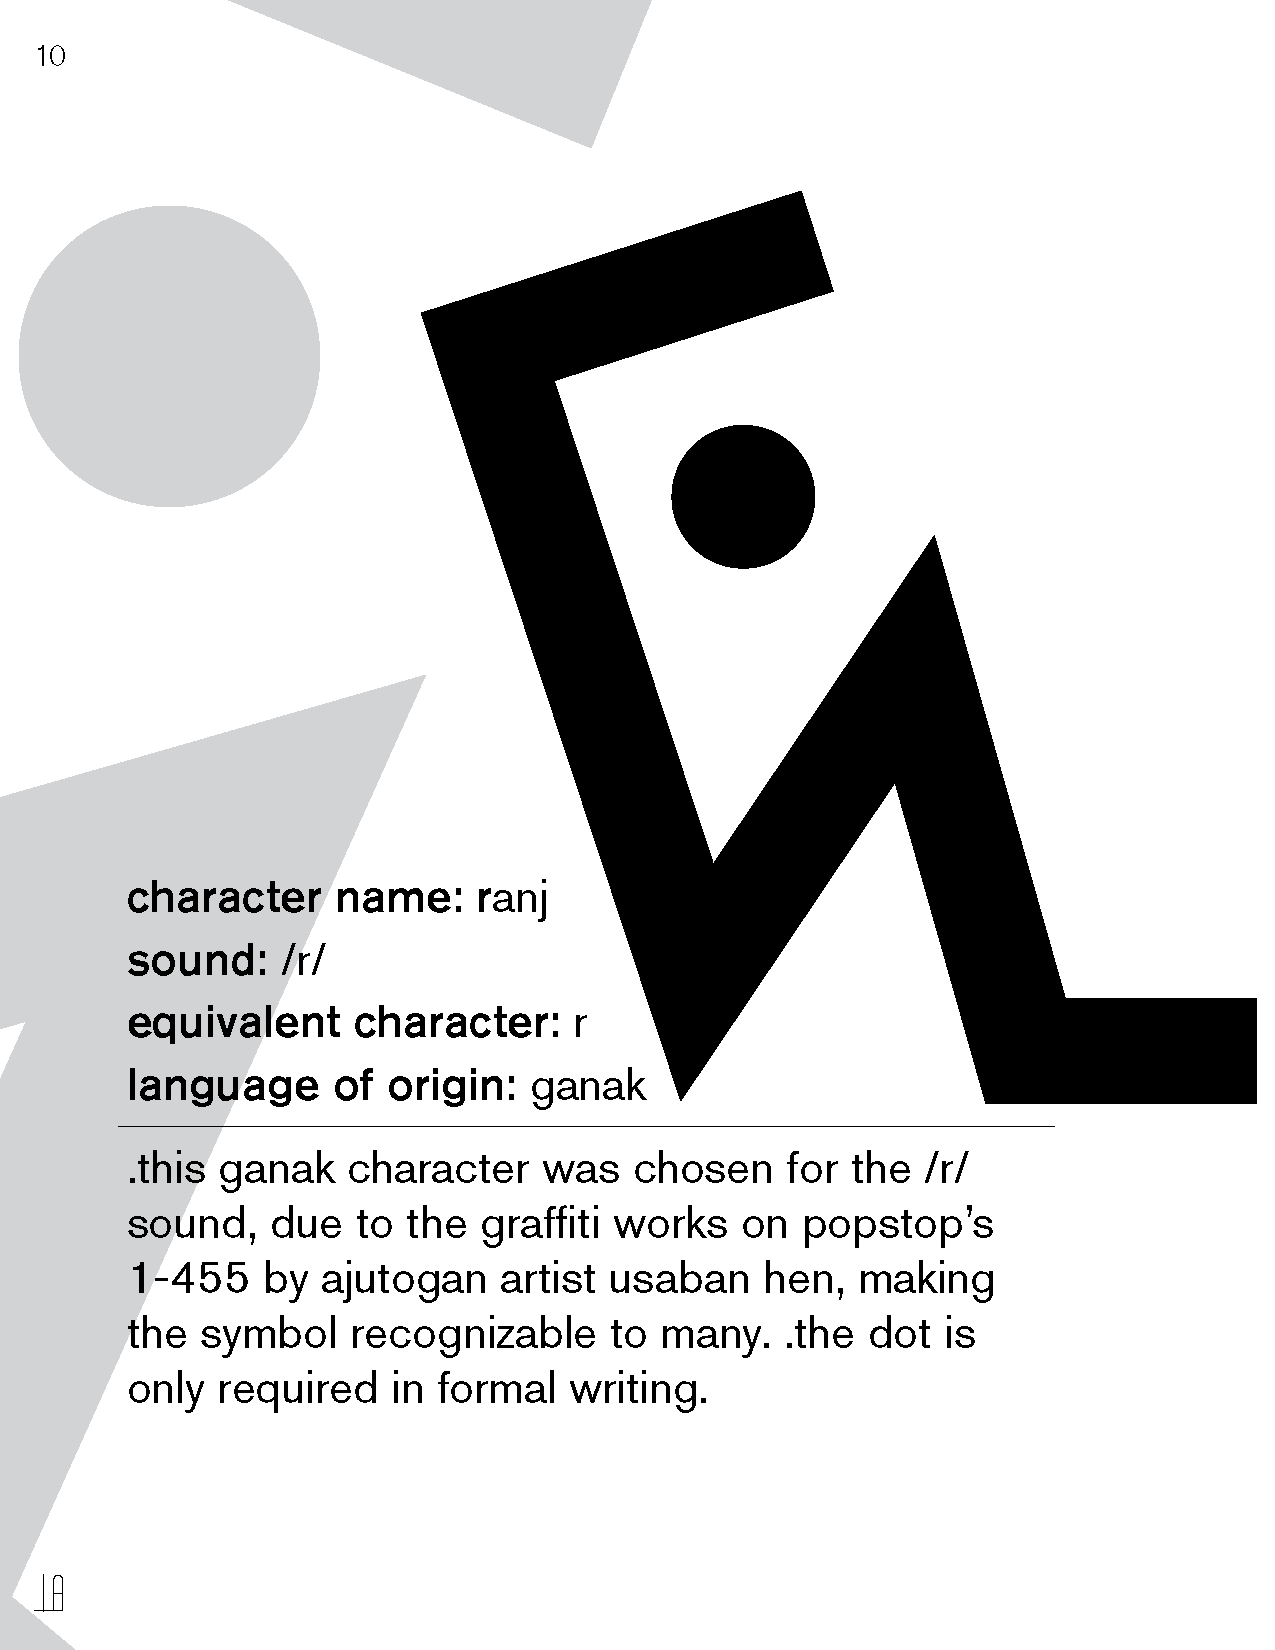 10
character name: ranj
sound: /r/
equivalent character: r
language of origin: ganak
.this ganak character was chosen for the /r/
sound, due to the graffiti works on popstop’s
1-455 by ajutogan artist usaban hen, making
the symbol recognizable to many. .the dot is
only required in formal writing.